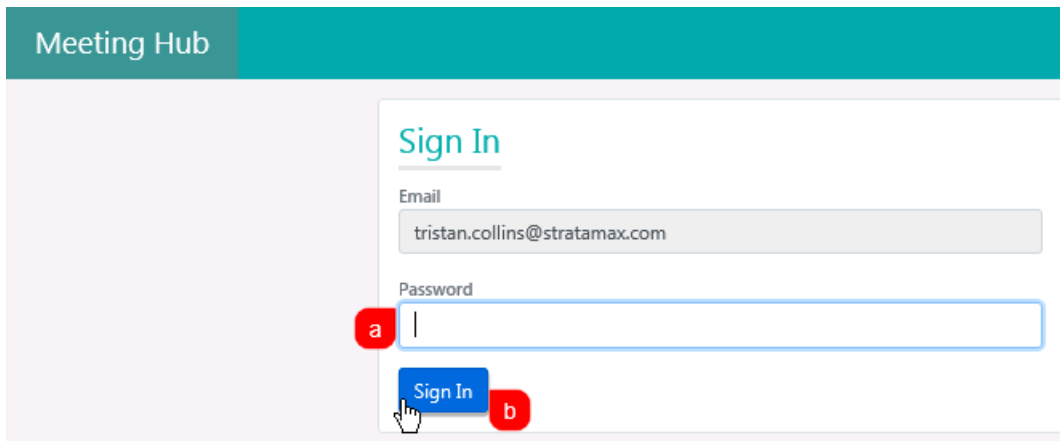 Meeting Hub
Sign In
Email
tristan.collins@stratamax.com
Password
a
Sign In
b